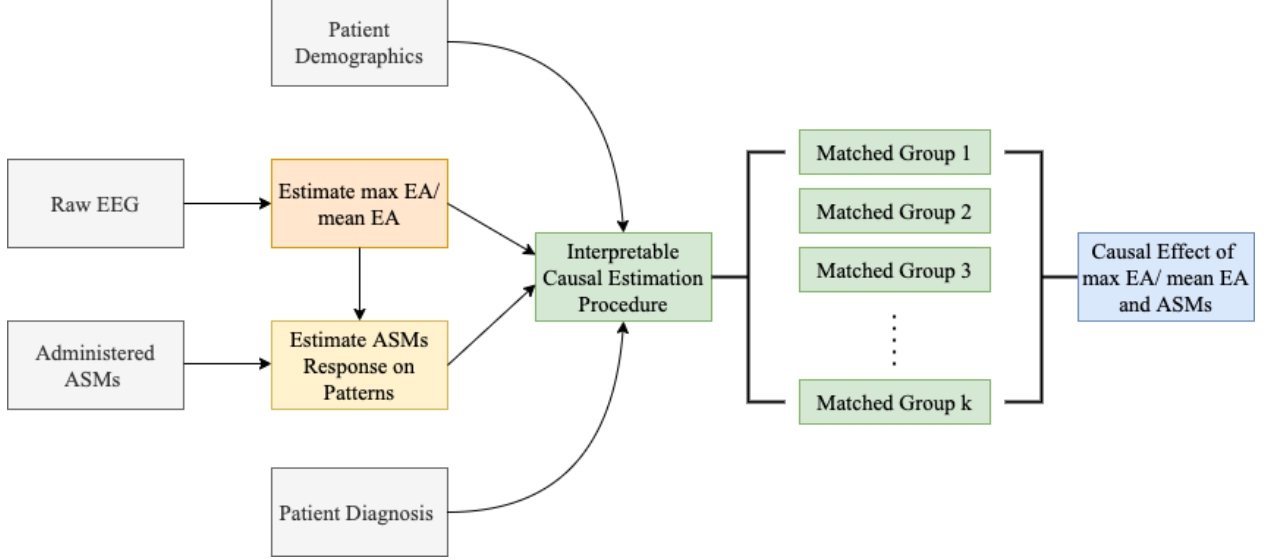 Patient
Demographics
Raw EEG
Estimate max EA/
mean EA
Administered
ASMs
Estimate ASMs
Response on
Patterns
Patient Diagnosis
Interpretable
Causal Estimation
Procedure
Matched Group 1
Matched Group 2
Matched Group 3
Matched Group k
Causal Effect of
max EA/ mean EA
and ASMs